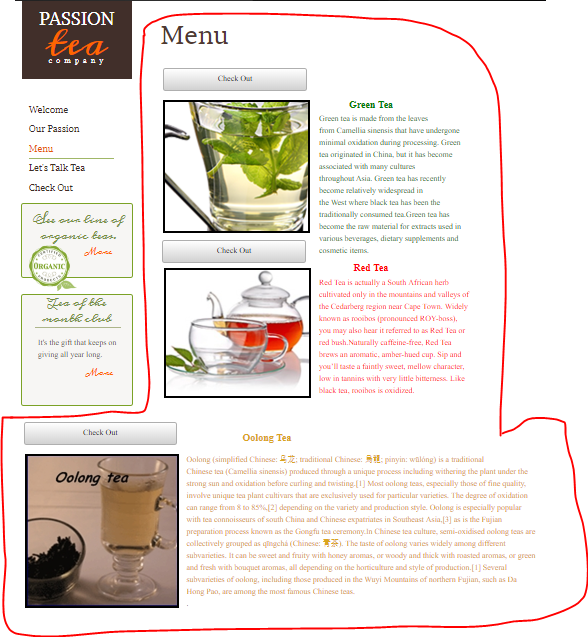 PASSION
tea
company
Welcome
Our Passion
Menu
Let's Talk Tea
Check Out
See our line of
organic teas.
More
CERTIFIED
ORGANIC
Tea of the
month club
It's the gift that keeps on
giving all year long.
More
Menu
Check Out
Green Tea
Green tea is made from the leaves
from Camellia sinensis that have undergone
minimal oxidation during processing. Green
tea originated in China, but it has become
associated with many cultures
throughout Asia. Green tea has recently
become relatively widespread in
the West where black tea has been the
traditionally consumed tea.Green tea has
become the raw material for extracts used in
various beverages, dietary supplements and
cosmetic items.
Check Out
Red Tea
Red Tea is actually a South African herb
cultivated only in the mountains and valleys of
the Cedarberg region near Cape Town. Widely
known as rooibos (pronounced ROY-boss),
you may also hear it referred to as Red Tea or
red bush.Naturally caffeine-free, Red Tea
brews an aromatic, amber-hued cup. Sip and
you'll taste a faintly sweet, mellow character,
low in tannins with very little bitterness. Like
black tea, rooibos is oxidized.
Check Out
Oolong tea
Oolong Tea
Oolong (simplified Chinese: 乌龙; traditional Chinese: 烏龍; pinyin: wūlóng) is a traditional
Chinese tea (Camellia sinensis) produced through a unique process including withering the plant under the
strong sun and oxidation before curling and twisting.[1] Most oolong teas, especially those of fine quality,
involve unique tea plant cultivars that are exclusively used for particular varieties. The degree of oxidation
can range from 8 to 85%,[2] depending on the variety and production style. Oolong is especially popular
with tea connoisseurs of south China and Chinese expatriates in Southeast Asia,[3] as is the Fujian
preparation process known as the Gongfu tea ceremony.In Chinese tea culture, semi-oxidised oolong teas are
collectively grouped as qīngchá (Chinese: 青茶). The taste of oolong varies widely among different
subvarieties. It can be sweet and fruity with honey aromas, or woody and thick with roasted aromas, or green
and fresh with bouquet aromas, all depending on the horticulture and style of production.[1] Several
subvarieties of oolong, including those produced in the Wuyi Mountains of northern Fujian, such as Da
Hong Pao, are among the most famous Chinese teas.
.